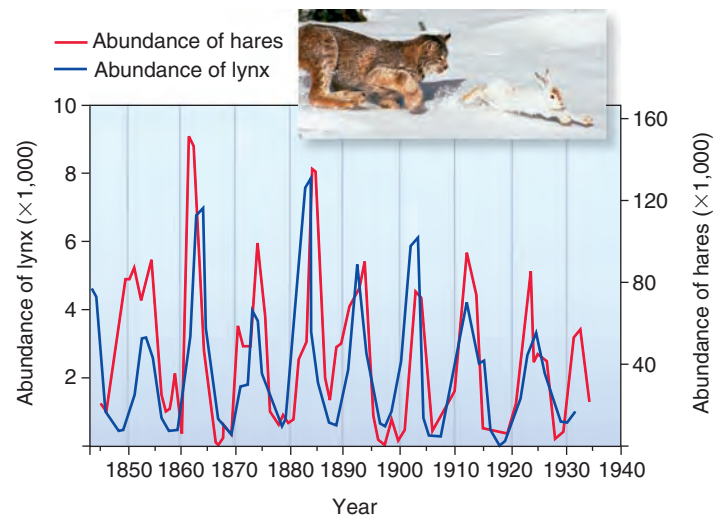 Abundance of hares
Abundance of lynx
10
8
6
4
2
Abundance of lynx (×1,000)
160
120
80
40
Abundance of hares (×1,000)
1850 1860 1870 1880 1890 1900 1910 1920 1930 1940
Year